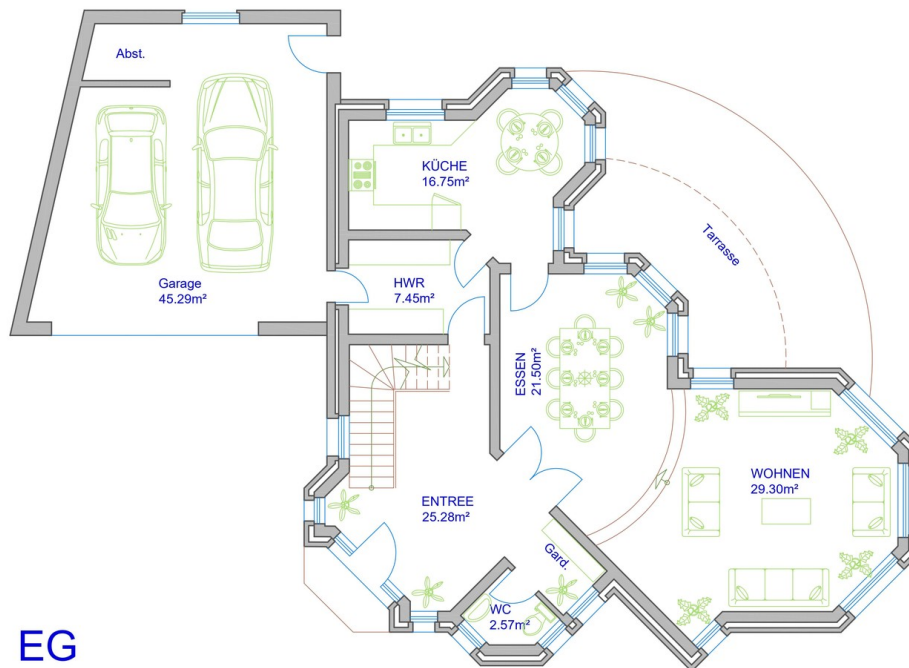 Abst.
KÜCHE
16.75m²
Tarrasse
Garage
45.29m²
HWR
7.45m²
ESSEN
21.50m²
WOHNEN
29.30m²
ENTREE
25.28m²
Gard.
WC
2.57m²
EG